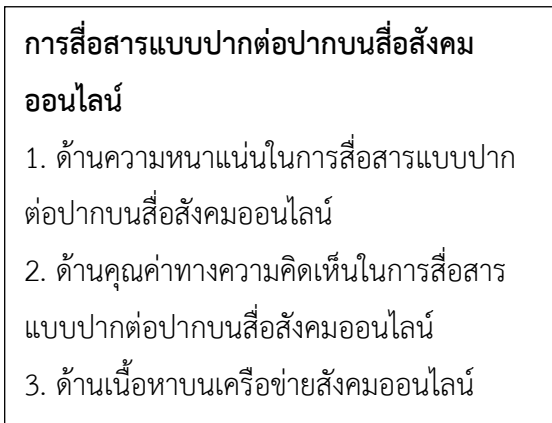 การสื่อสารแบบปากต่อปากบนสื่อสังคม
ออนไลน์
1. ด้านความหนาแน่นในการสื่อสารแบบปาก
ต่อปากบนสื่อสังคมออนไลน์
2. ด้านคุณค่าทางความคิดเห็นในการสื่อสาร
แบบปากต่อปากบนสื่อสังคมออนไลน์
3. ด้านเนื้อหาบนเครือข่ายสังคมออนไลน์